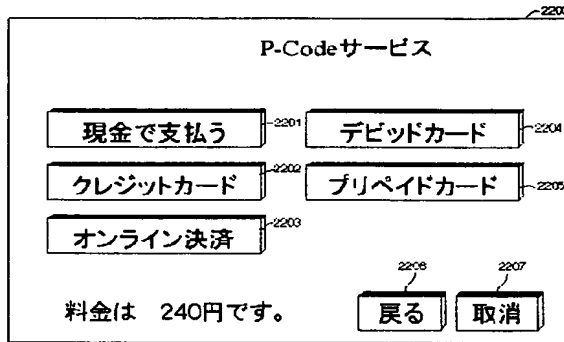 2200
P-Codeサービス
現金で支払う 2201 デビッドカード 2204
クレジットカード 2202 プリペイドカード 2205
オンライン決済 2203
2206 2207
料金は 240円です。 戻る 取消